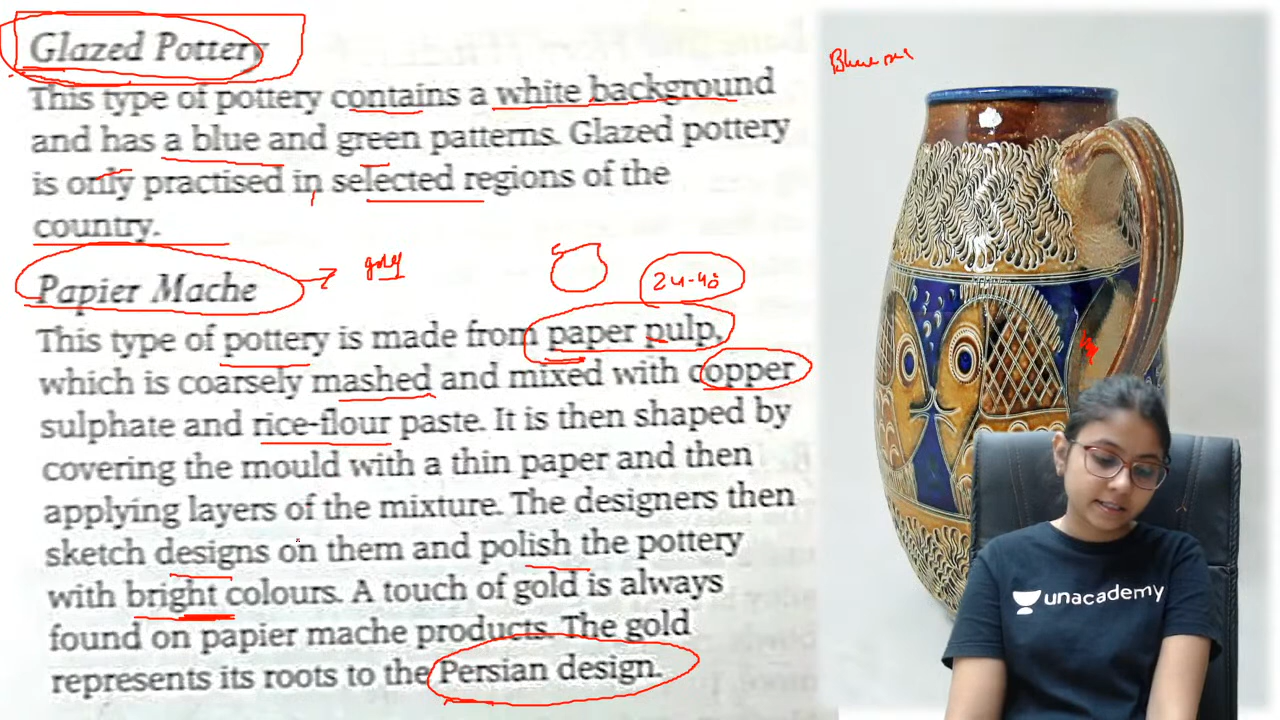 Glazed Pottery
This type of pottery contains a white background
and has a blue and green patterns. Glazed pottery
is only practised in selected regions of the
country.
Papier Mache
gold
24-48
This type of pottery is made from paper pulp,
which is coarsely mashed and mixed with copper
sulphate and rice-flour paste. It is then shaped by
covering the mould with a thin paper and then
applying layers of the mixture. The designers then
sketch designs on them and polish the pottery
with bright colours. A touch of gold is always
found on papier mache products. The gold
represents its roots to the Persian design.
unacademy